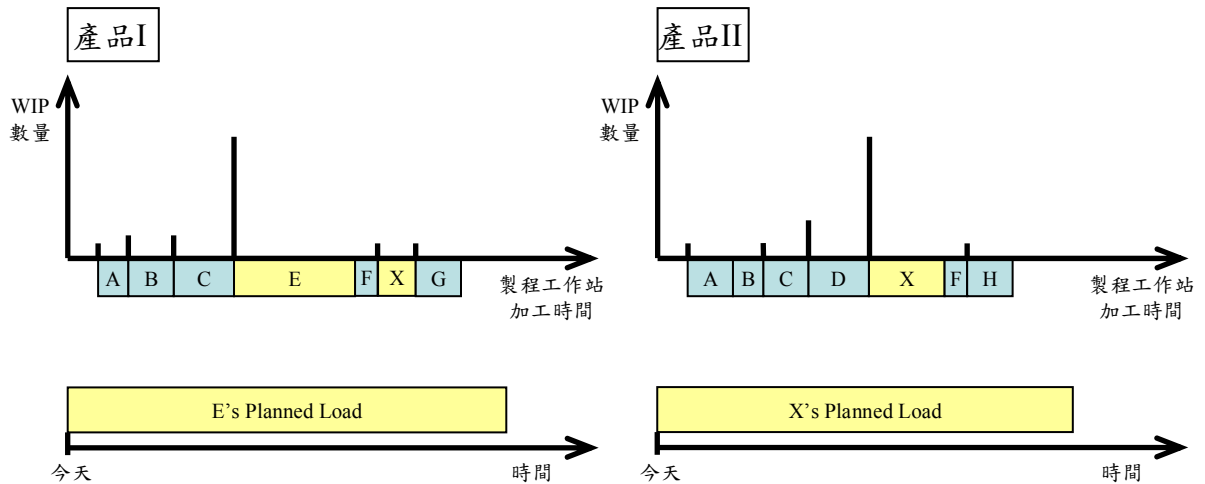 產品I
WIP
數量
A B C E F X G
製程工作站
加工時間
E's Planned Load
今天
時間
產品II
WIP
數量
A B C D X F H
製程工作站
加工時間
X’s Planned Load
今天
時間